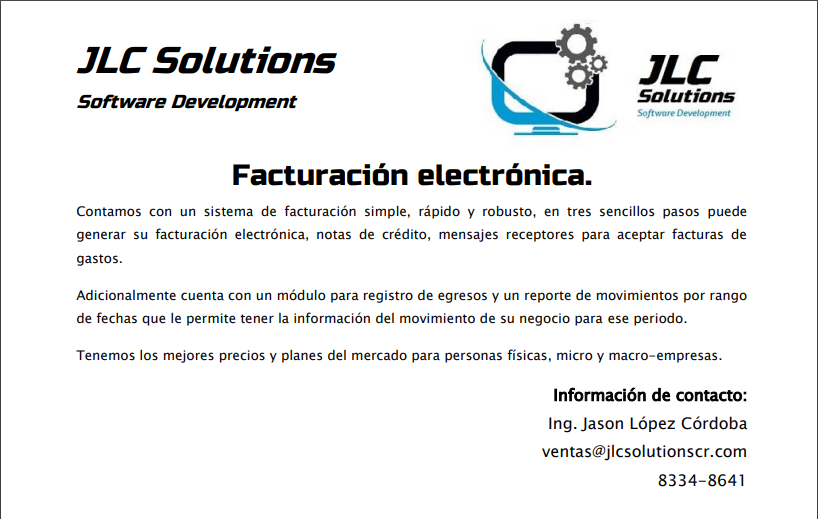 JLC Solutions
Software Development
JLC
Solutions
Software Development
Facturación electrónica.
Contamos con un sistema de facturación simple, rápido y robusto, en tres sencillos pasos puede
generar su facturación electrónica, notas de crédito, mensajes receptores para aceptar facturas de
gastos.
Adicionalmente cuenta con un módulo para registro de egresos y un reporte de movimientos por rango
de fechas que le permite tener la información del movimiento de su negocio para ese periodo.
Tenemos los mejores precios y planes del mercado para personas físicas, micro y macro-empresas.
Información de contacto:
Ing. Jason López Córdoba
ventas@jlcsolutionscr.com
8334-8641